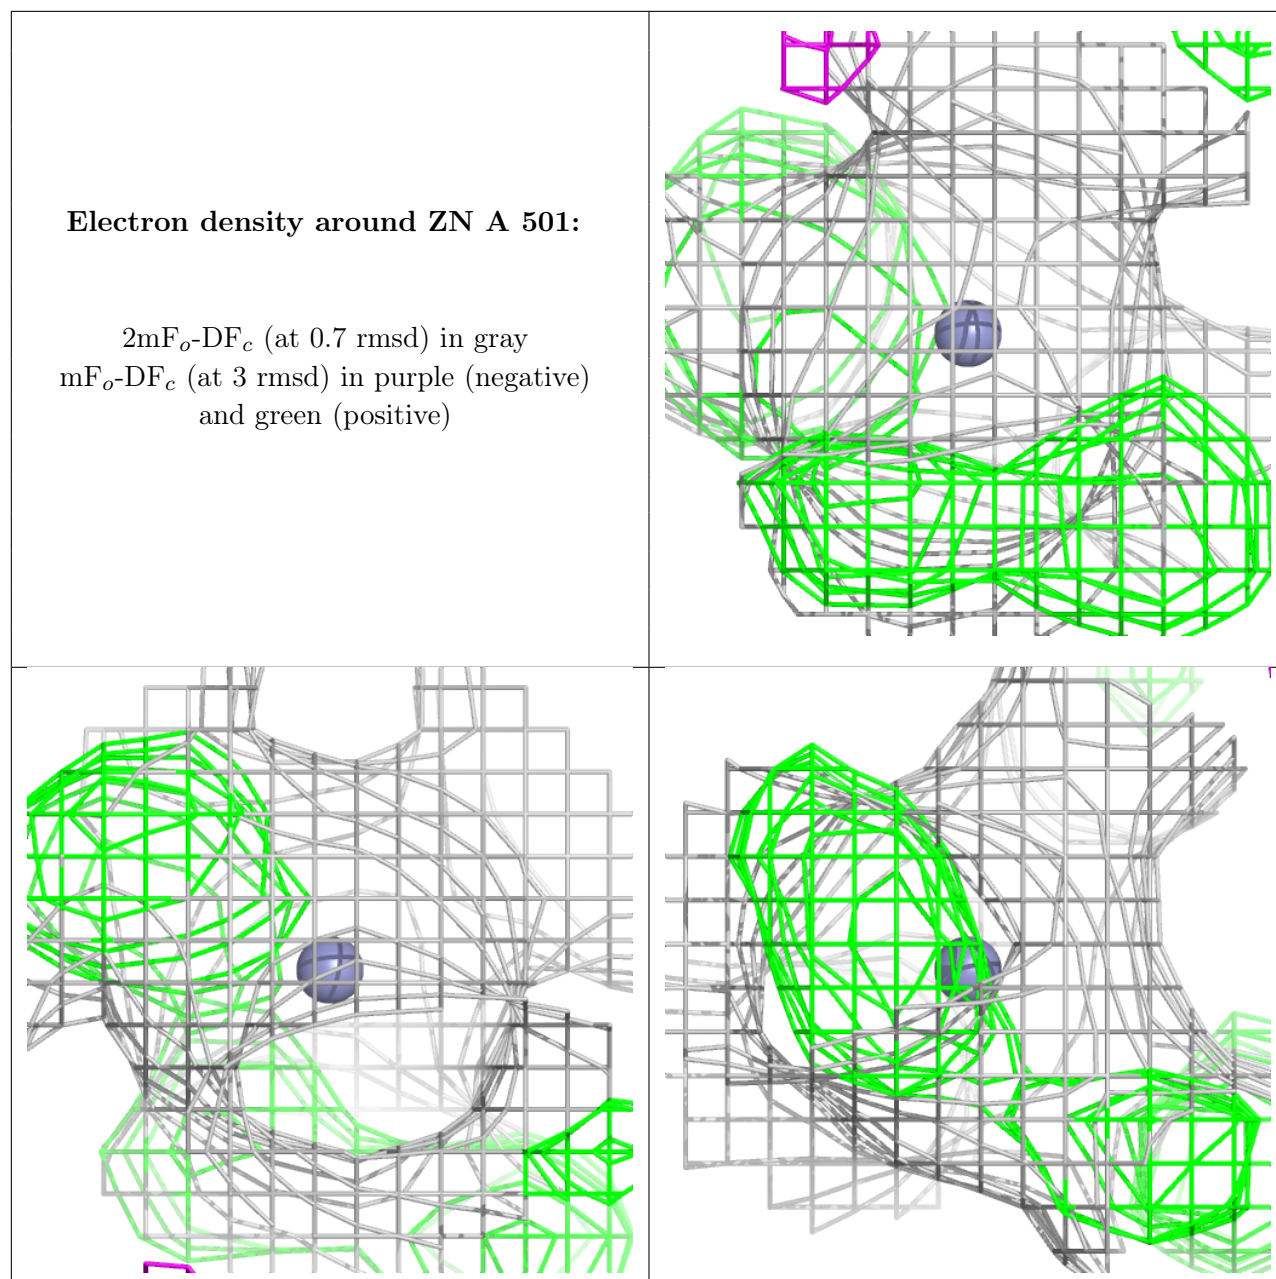 Electron density around ZN A 501:
2mFo-DFc (at 0.7 rmsd) in gray
mFo-DFc (at 3 rmsd) in purple (negative)
and green (positive)